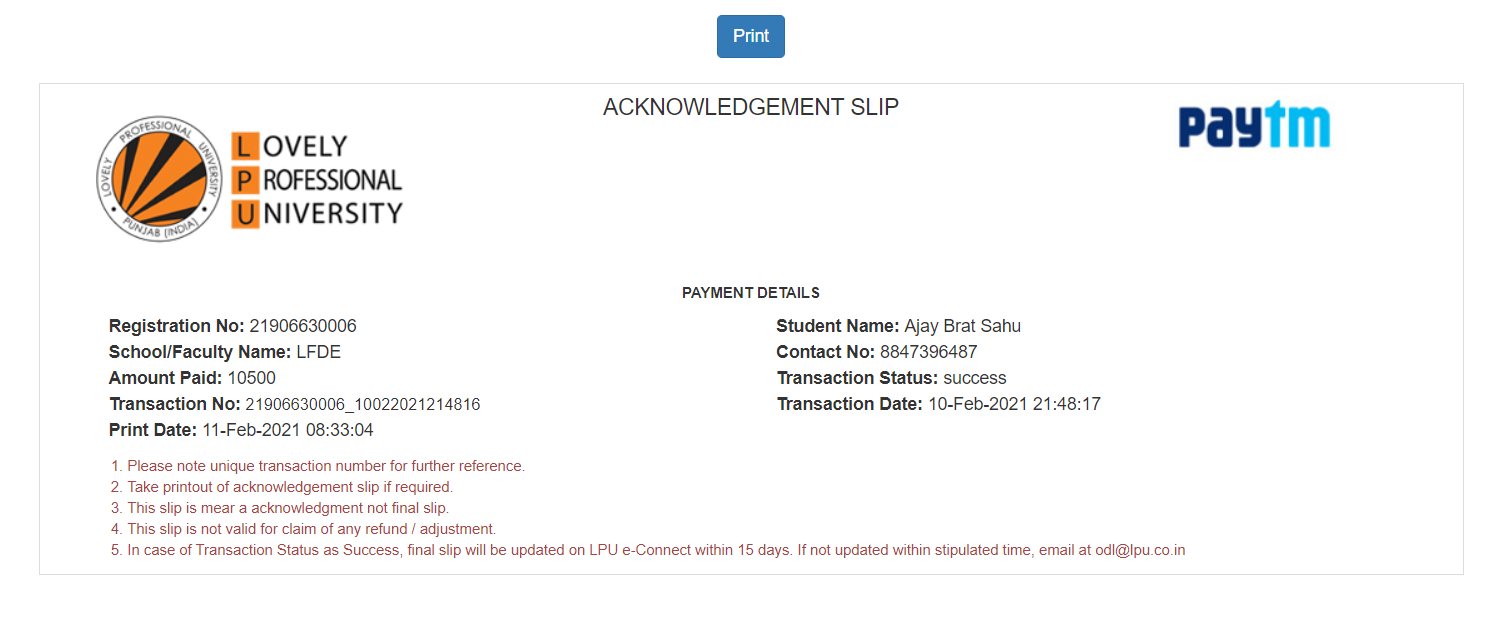 Print
ACKNOWLEDGEMENT SLIP
paytm
LOVELY PROFESSIONAL UNIVERSITY
PUNJAB (INDIA)
LOVELY
PROFESSIONAL
UNIVERSITY
PAYMENT DETAILS
Registration No: 21906630006
Student Name: Ajay Brat Sahu
School/Faculty Name: LFDE
Contact No: 8847396487
Amount Paid: 10500
Transaction Status: success
Transaction No: 21906630006_10022021214816
Transaction Date: 10-Feb-2021 21:48:17
Print Date: 11-Feb-2021 08:33:04
1. Please note unique transaction number for further reference.
2. Take printout of acknowledgement slip if required.
3. This slip is mear a acknowledgment not final slip.
4. This slip is not valid for claim of any refund / adjustment.
5. In case of Transaction Status as Success, final slip will be updated on LPU e-Connect within 15 days. If not updated within stipulated time, email at odl@lpu.co.in